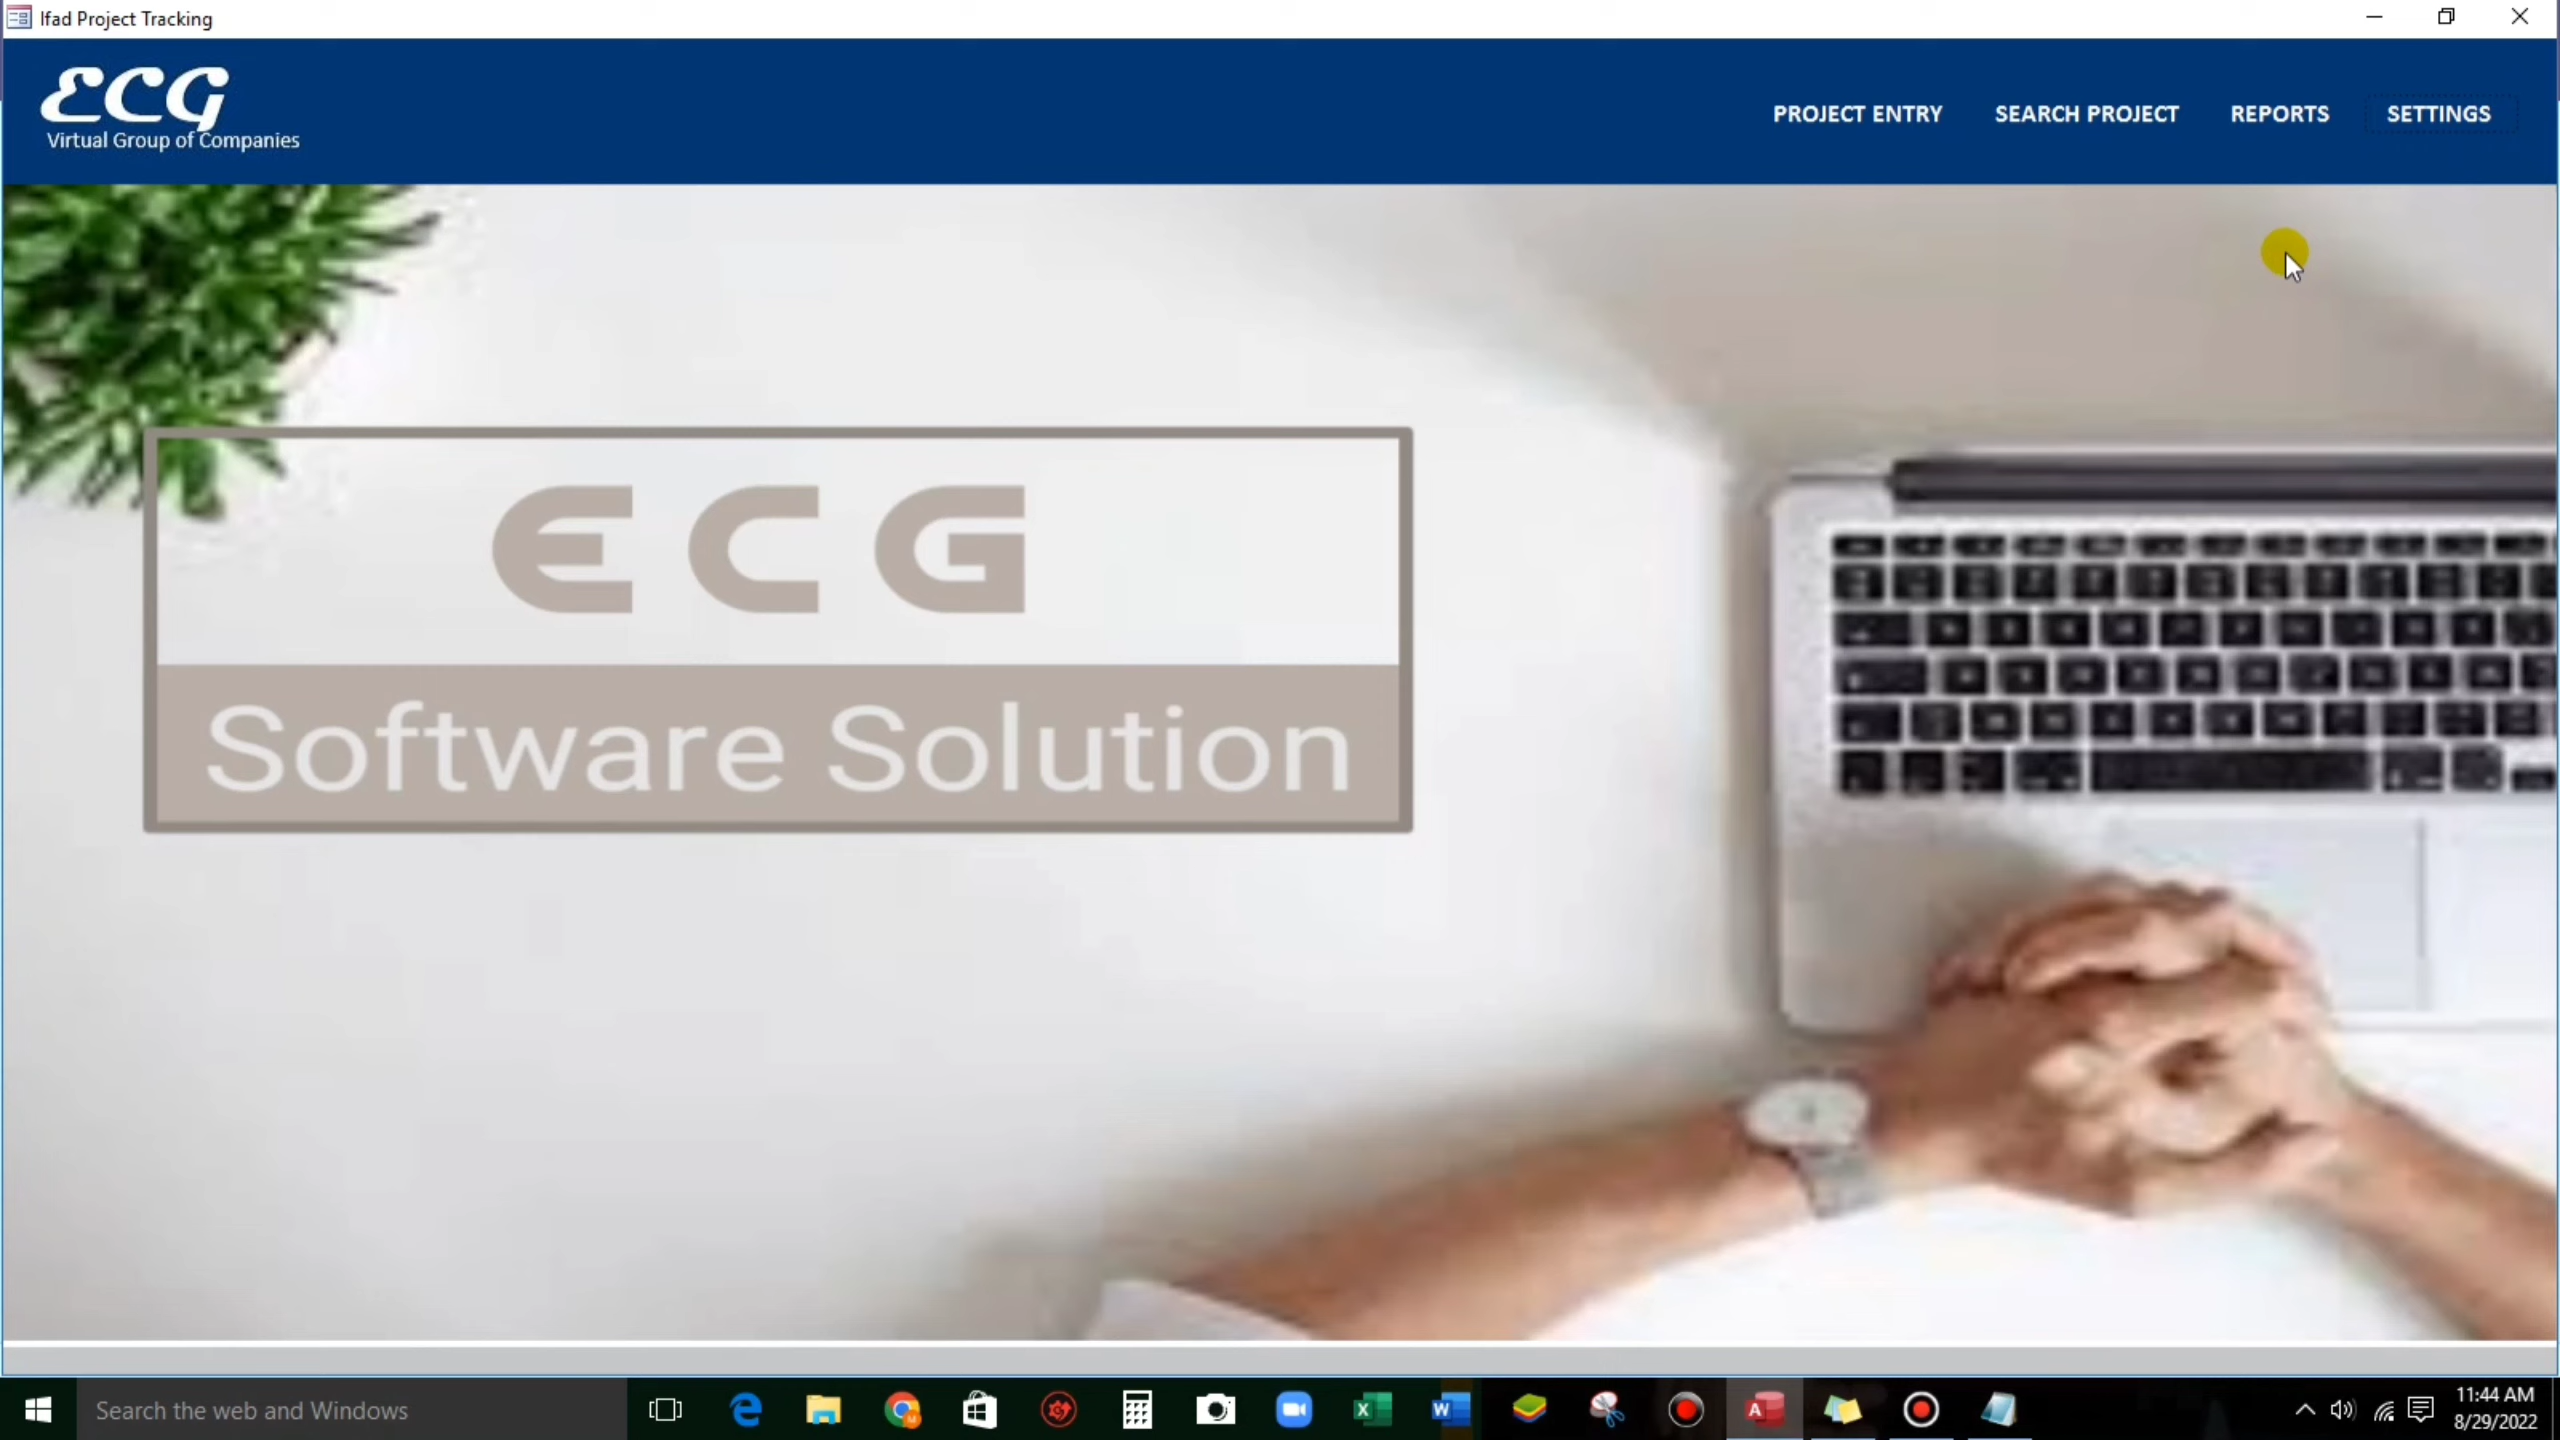 Ifad Project Tracking
ECG
Virtual Group of Companies
PROJECT ENTRY SEARCH PROJECT REPORTS SETTINGS
ECG
Software Solution
Search the web and Windows
11:44 AM
8/29/2022